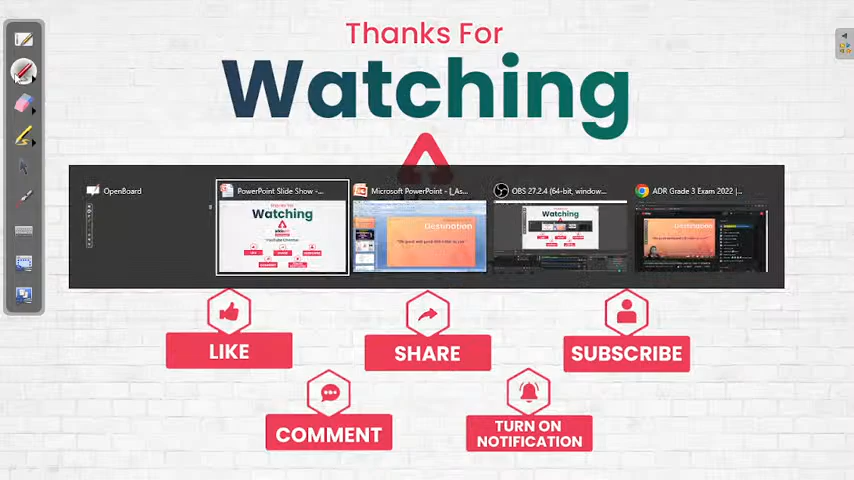 Thanks For
Watching
OpenBoard
PowerPoint Slide Show -...
Microsoft PowerPoint - [_As...
OBS 27.2.4 (64-bit, window...
ADR Grade 3 Exam 2022 |...
Watching
Destination
Watching
Destination
LIKE
SHARE
SUBSCRIBE
COMMENT
TURN ON
NOTIFICATION